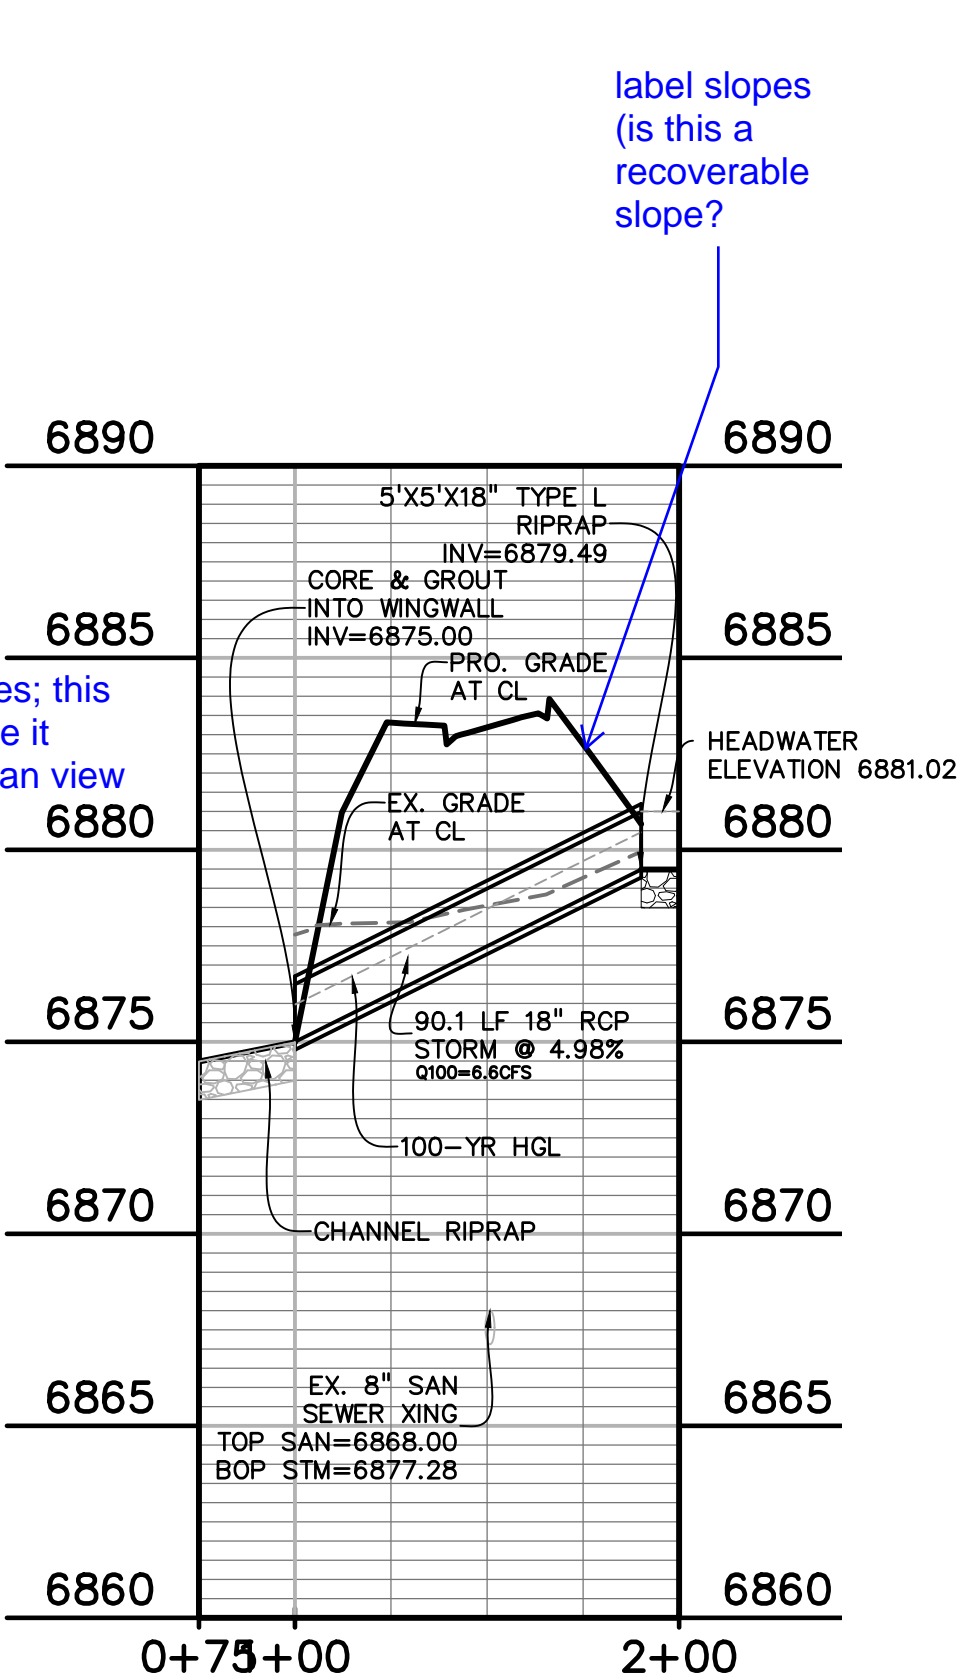 label slopes
(is this a
recoverable
slope?
6890
6890
5'X5'X18" TYPE L
RIPRAP
INV=6879.49
CORE & GROUT
INTO WINGWALL
INV=6875.00
6885
6885
PRO. GRADE
AT CL
es; this
e it
an view
HEADWATER
ELEVATION 6881.02
EX. GRADE
AT CL
6880
6880
6875
6875
90.1 LF 18" RCP
STORM @ 4.98%
Q100=6.6CFS
100-YR HGL
6870
6870
CHANNEL RIPRAP
6865
6865
EX. 8" SAN
SEWER XING
TOP SAN=6868.00
BOP STM=6877.28
6860
6860
0+75
1+00
2+00